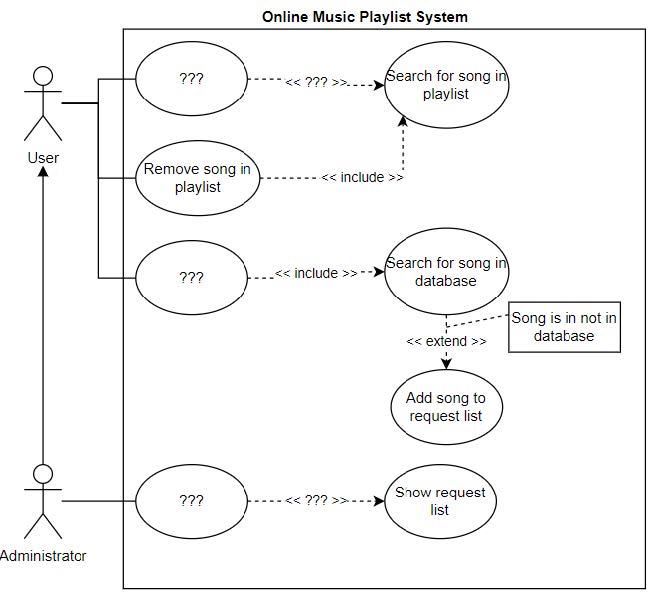 Online Music Playlist System
???
<< ??? >>
Search for song in
playlist
User
Remove song in
playlist
<< include >>
???
<< include >>
Search for song in
database
Song is in not in
database
<< extend >>
Add song to
request list
???
<< ??? >>
Show request
list
Administrator